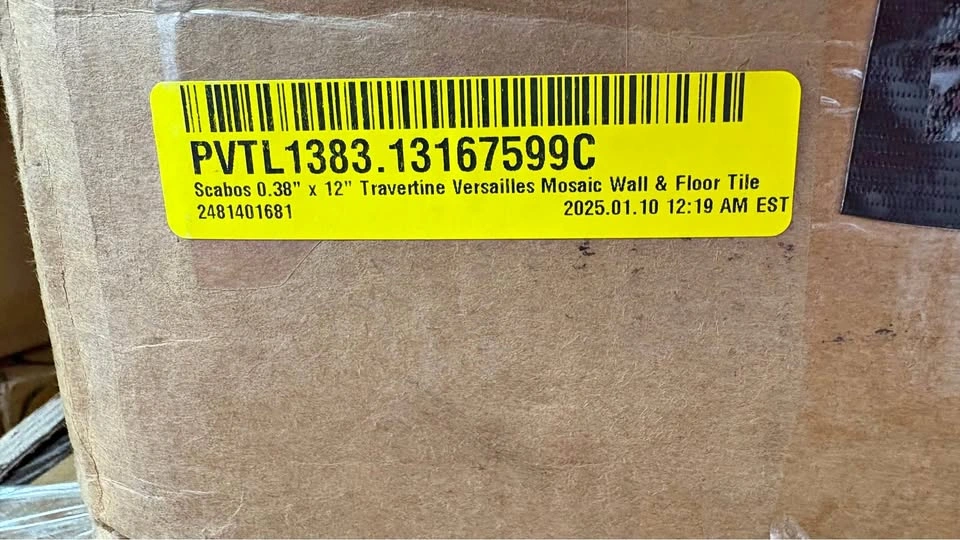 PVTL1383.13167599C
Scabos 0.38" x 12" Travertine Versailles Mosaic Wall & Floor Tile
2481401681 2025.01.10 12:19 AM EST